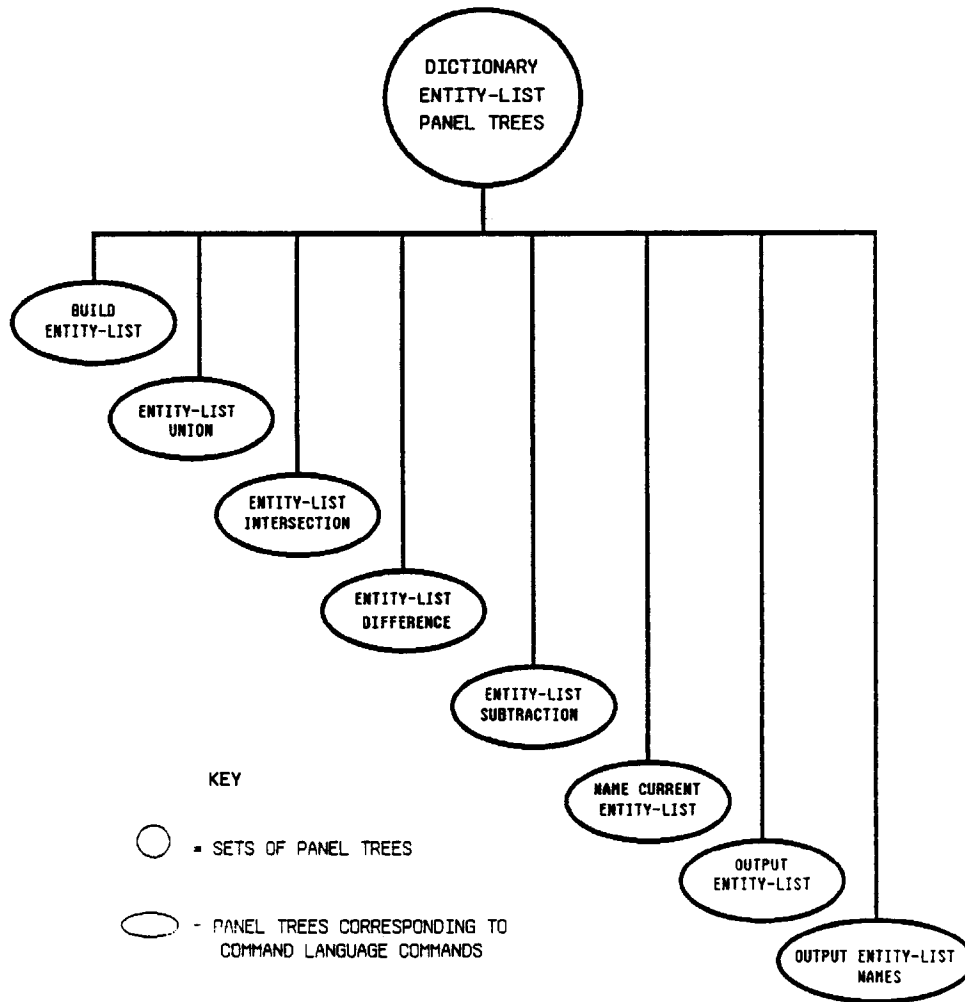 DICTIONARY
ENTITY-LIST
PANEL TREES
BUILD
ENTITY-LIST
ENTITY-LIST
UNION
ENTITY-LIST
INTERSECTION
ENTITY-LIST
DIFFERENCE
ENTITY-LIST
SUBTRACTION
NAME CURRENT
ENTITY-LIST
OUTPUT
ENTITY-LIST
OUTPUT ENTITY-LIST
NAMES
KEY
= SETS OF PANEL TREES
- PANEL TREES CORRESPONDING TO
COMMAND LANGUAGE COMMANDS